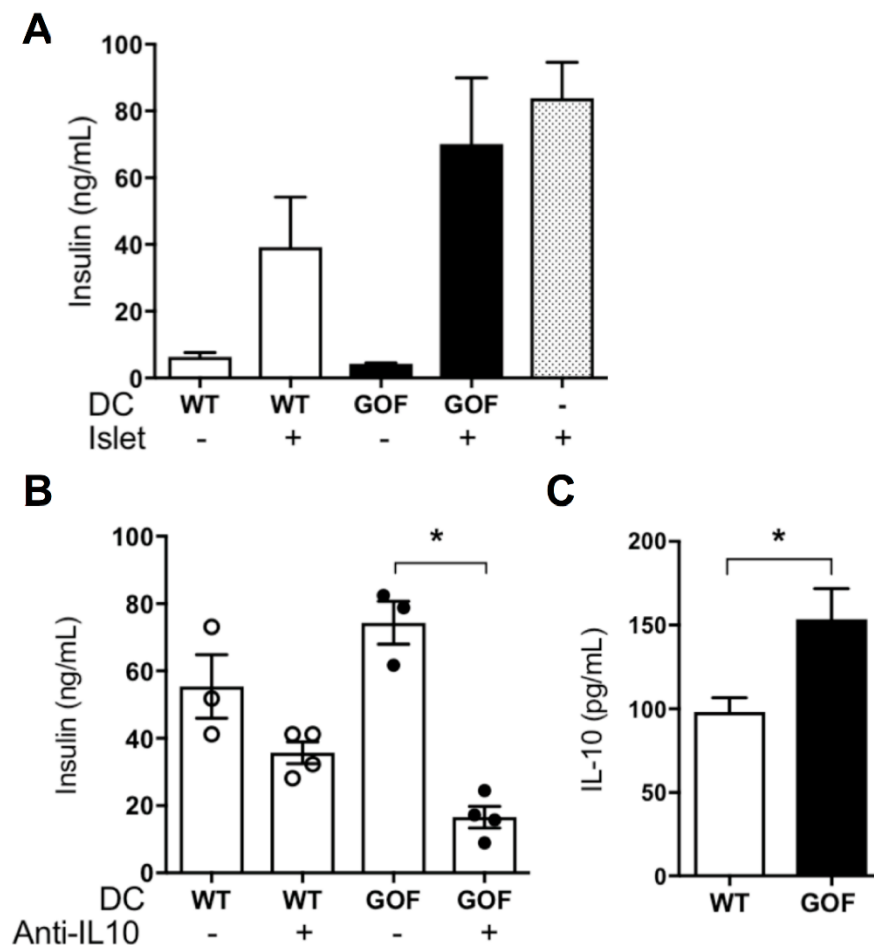 A
100
80
60
40
20
0
Insulin (ng/mL)
DC WT WT GOF GOF -
Islet - + - + +
B
100
80
60
40
20
0
Insulin (ng/mL)
*
DC WT WT GOF GOF
Anti-IL10 - + - +
C
200
150
100
50
0
IL-10 (pg/mL)
*
WT GOF